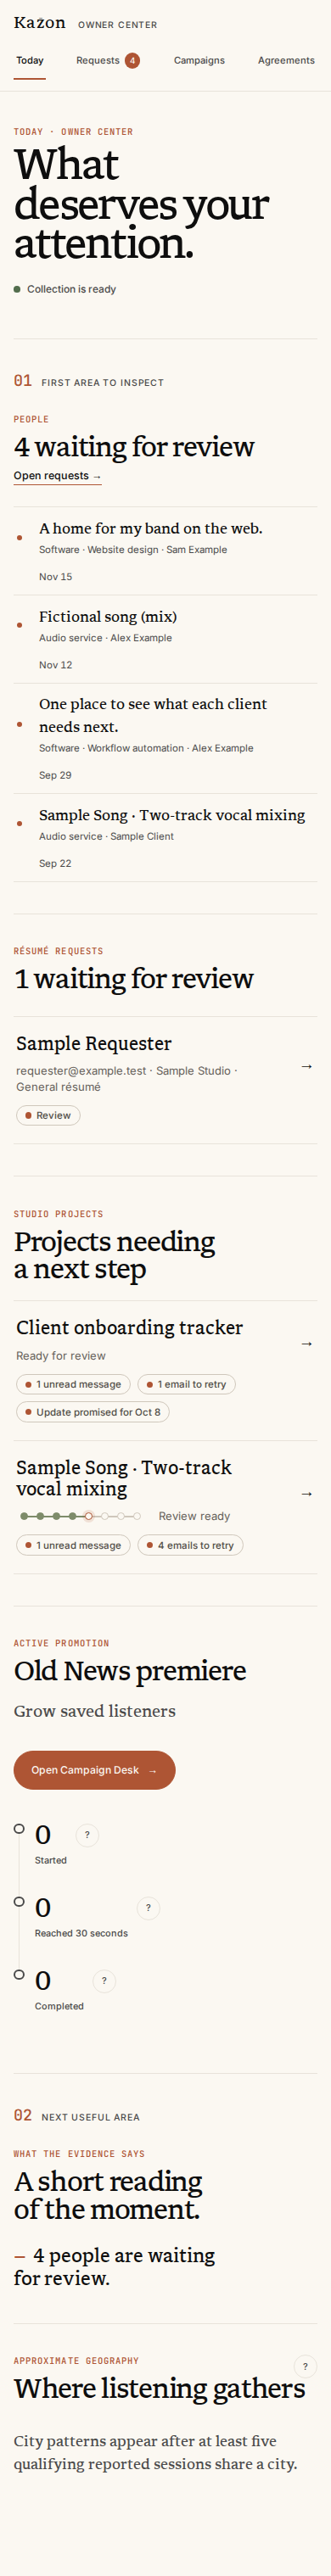 Kazon OWNER CENTER
Today Requests 4 Campaigns Agreements
TODAY · OWNER CENTER
What
deserves your
attention.
Collection is ready
01 FIRST AREA TO INSPECT
PEOPLE
4 waiting for review
Open requests →
A home for my band on the web.
Software · Website design · Sam Example
Nov 15
Fictional song (mix)
Audio service · Alex Example
Nov 12
One place to see what each client
needs next.
Software · Workflow automation · Alex Example
Sep 29
Sample Song · Two-track vocal mixing
Audio service · Sample Client
Sep 22
RÉSUMÉ REQUESTS
1 waiting for review
Sample Requester
requester@example.test · Sample Studio ·
General résumé
→
Review
STUDIO PROJECTS
Projects needing
a next step
Client onboarding tracker
→
Ready for review
1 unread message 1 email to retry
Update promised for Oct 8
Sample Song · Two-track
vocal mixing
→
Review ready
1 unread message 4 emails to retry
ACTIVE PROMOTION
Old News premiere
Grow saved listeners
Open Campaign Desk →
0 ?
Started
0 ?
Reached 30 seconds
0 ?
Completed
02 NEXT USEFUL AREA
WHAT THE EVIDENCE SAYS
A short reading
of the moment.
— 4 people are waiting
for review.
APPROXIMATE GEOGRAPHY
?
Where listening gathers
City patterns appear after at least five
qualifying reported sessions share a city.